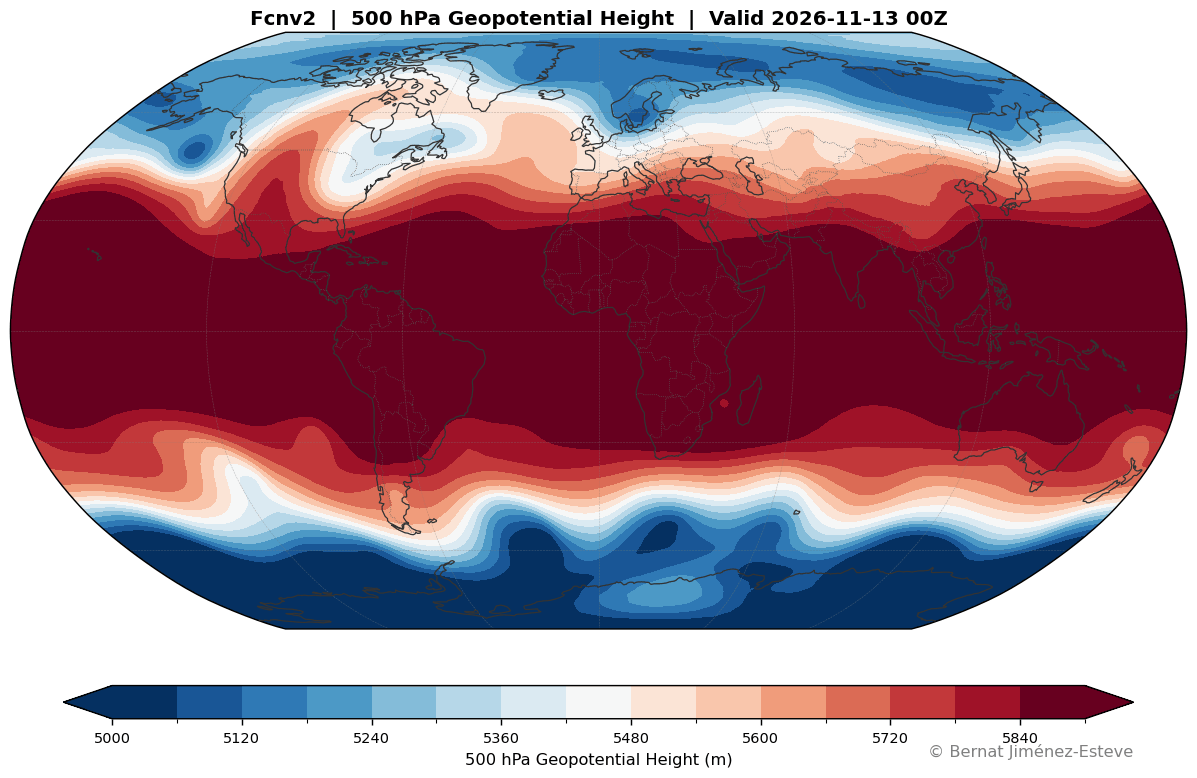 Fcnv2 | 500 hPa Geopotential Height | Valid 2026-11-13 00Z
5000 5120 5240 5360 5480 5600 5720 5840
500 hPa Geopotential Height (m)
© Bernat Jiménez-Esteve